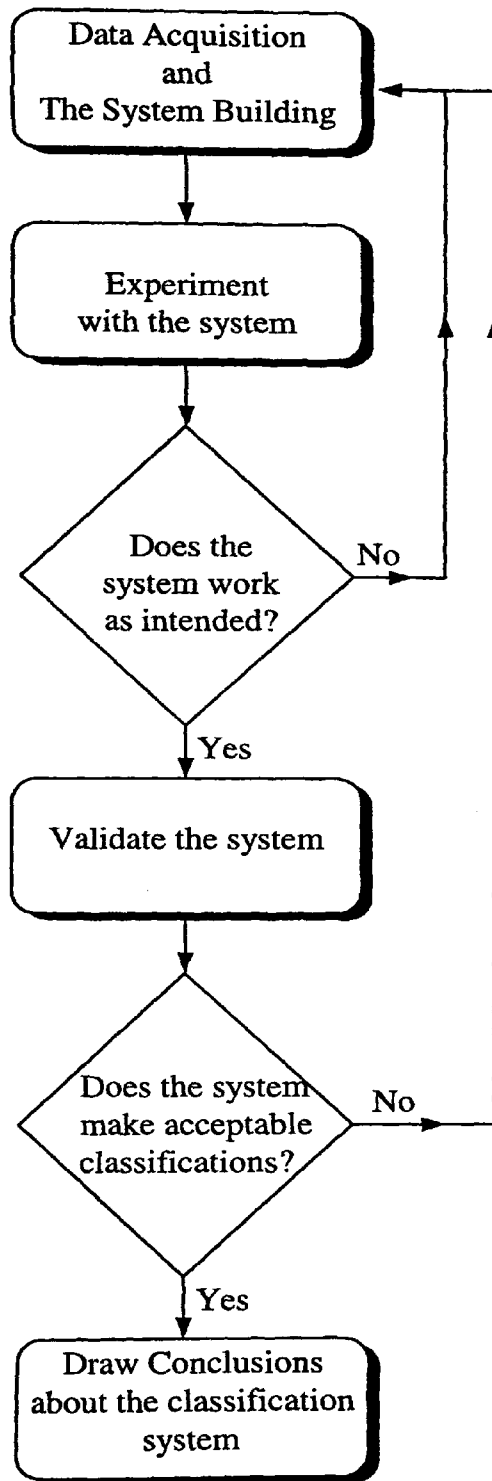 Data Acquisition
and
The System Building
Experiment
with the system
Does the
system work
as intended?
No
Yes
Validate the system
Does the system
make acceptable
classifications?
No
Yes
Draw Conclusions
about the classification
system